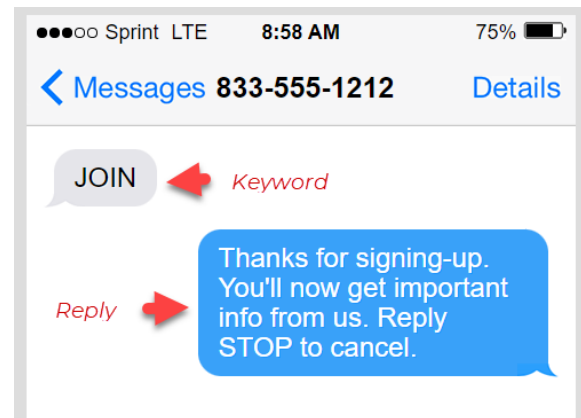 ●●●○○ Sprint LTE 8:58 AM 75%
Messages 833-555-1212 Details
JOIN Keyword
Thanks for signing-up.
You'll now get important
Reply info from us. Reply
STOP to cancel.